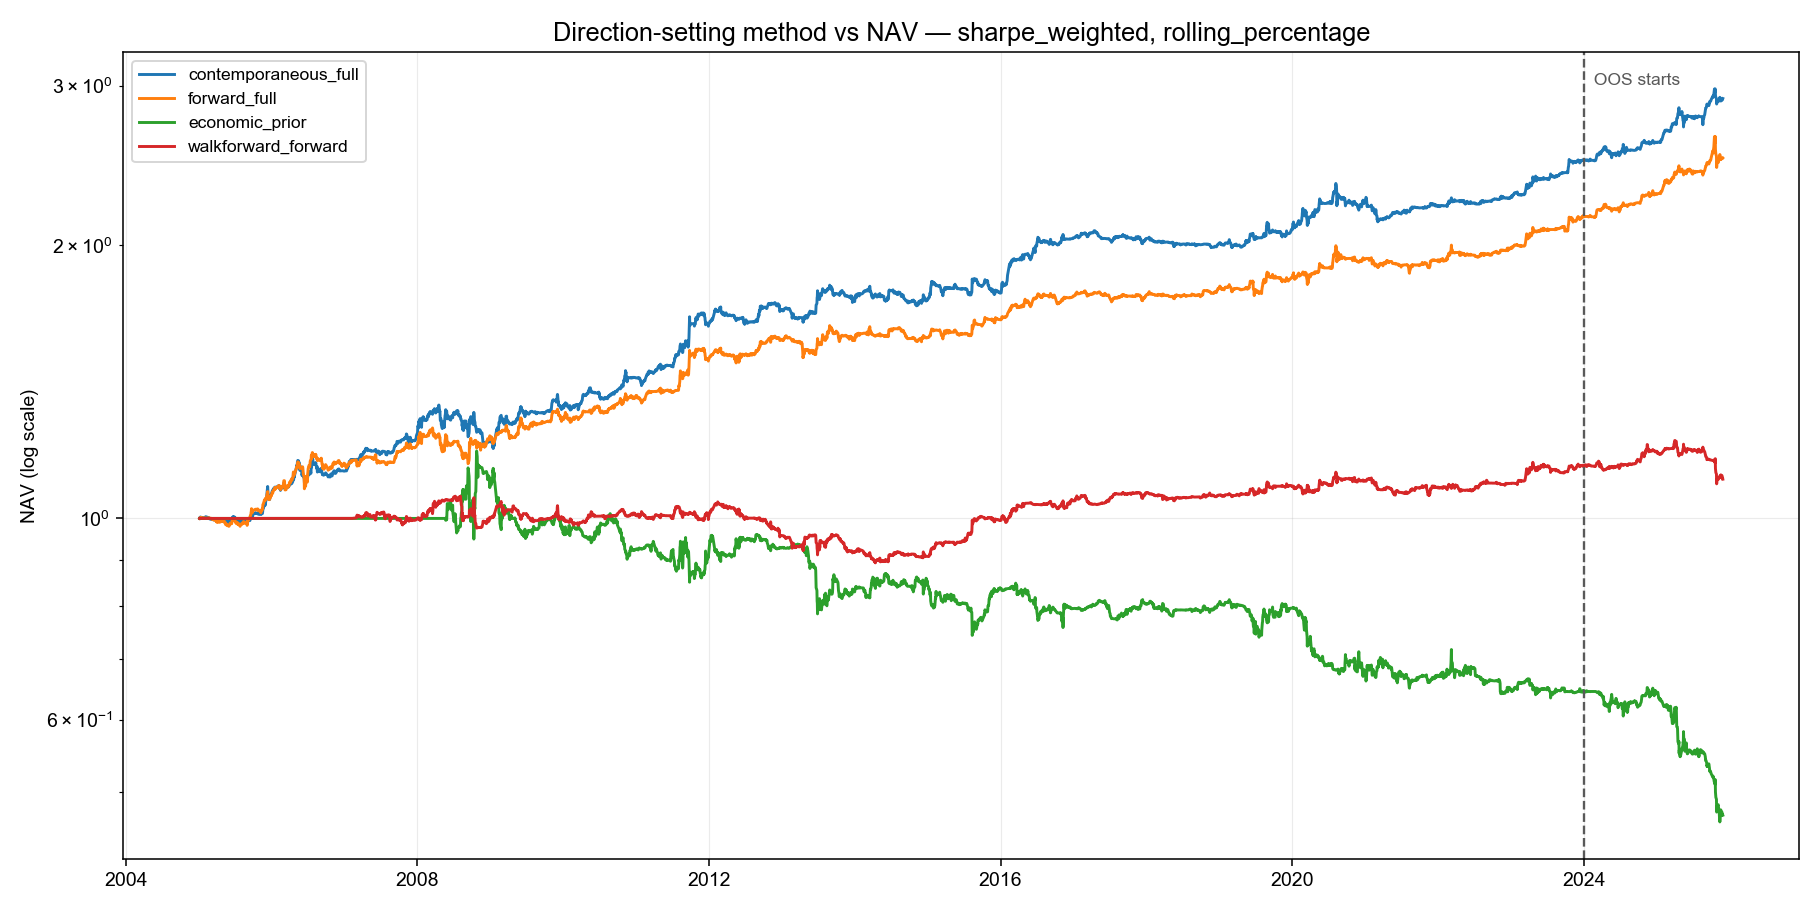 Direction-setting method vs NAV — sharpe_weighted, rolling_percentage
contemporaneous_full
forward_full
economic_prior
walkforward_forward
OOS starts
NAV (log scale)
3 × 10⁰
2 × 10⁰
10⁰
6 × 10⁻¹
2004 2008 2012 2016 2020 2024